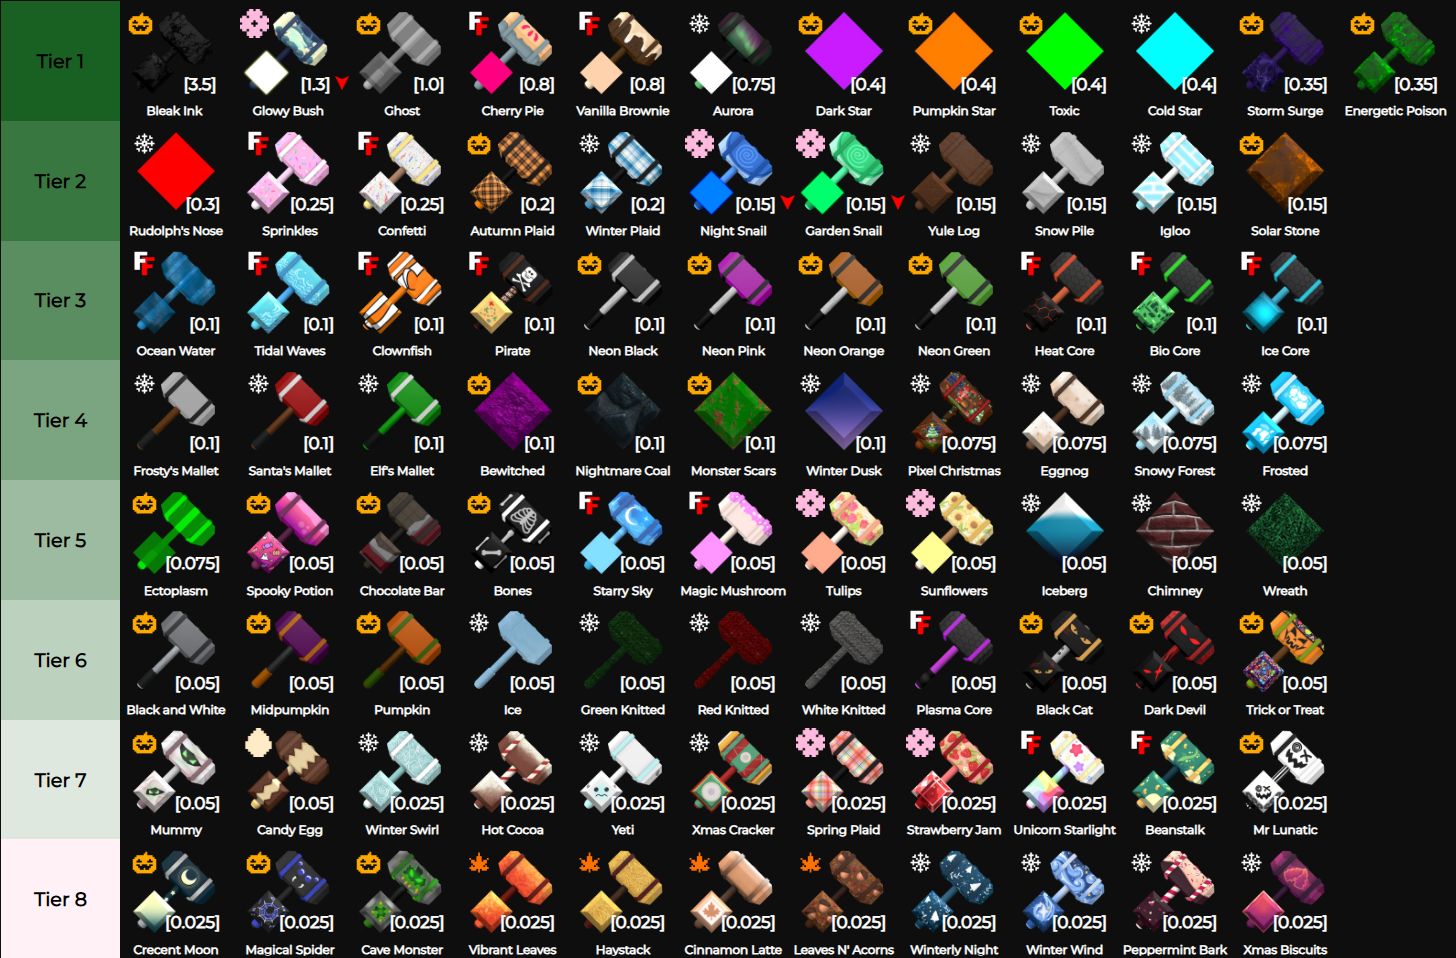 Tier 1
[3.5] [1.3] [1.0] [0.8] [0.8] [0.75] [0.4] [0.4] [0.4] [0.4] [0.35] [0.35]
Bleak Ink Glowy Bush Ghost Cherry Pie Vanilla Brownie Aurora Dark Star Pumpkin Star Toxic Cold Star Storm Surge Energetic Poison
Tier 2
[0.3] [0.25] [0.25] [0.2] [0.2] [0.15] [0.15] [0.15] [0.15] [0.15] [0.15]
Rudolph's Nose Sprinkles Confetti Autumn Plaid Winter Plaid Night Snail Garden Snail Yule Log Snow Pile Igloo Solar Stone
Tier 3
[0.1] [0.1] [0.1] [0.1] [0.1] [0.1] [0.1] [0.1] [0.1] [0.1] [0.1]
Ocean Water Tidal Waves Clownfish Pirate Neon Black Neon Pink Neon Orange Neon Green Heat Core Bio Core Ice Core
Tier 4
[0.1] [0.1] [0.1] [0.1] [0.1] [0.1] [0.1] [0.075] [0.075] [0.075] [0.075]
Frosty's Mallet Santa's Mallet Elf's Mallet Bewitched Nightmare Coal Monster Scars Winter Dusk Pixel Christmas Eggnog Snowy Forest Frosted
Tier 5
[0.075] [0.05] [0.05] [0.05] [0.05] [0.05] [0.05] [0.05] [0.05] [0.05] [0.05]
Ectoplasm Spooky Potion Chocolate Bar Bones Starry Sky Magic Mushroom Tulips Sunflowers Iceberg Chimney Wreath
Tier 6
[0.05] [0.05] [0.05] [0.05] [0.05] [0.05] [0.05] [0.05] [0.05] [0.05] [0.05]
Black and White Midpumpkin Pumpkin Ice Green Knitted Red Knitted White Knitted Plasma Core Black Cat Dark Devil Trick or Treat
Tier 7
[0.05] [0.05] [0.025] [0.025] [0.025] [0.025] [0.025] [0.025] [0.025] [0.025] [0.025]
Mummy Candy Egg Winter Swirl Hot Cocoa Yeti Xmas Cracker Spring Plaid Strawberry Jam Unicorn Starlight Beanstalk Mr Lunatic
Tier 8
[0.025] [0.025] [0.025] [0.025] [0.025] [0.025] [0.025] [0.025] [0.025] [0.025] [0.025]
Crecent Moon Magical Spider Cave Monster Vibrant Leaves Haystack Cinnamon Latte Leaves N' Acorns Winterly Night Winter Wind Peppermint Bark Xmas Biscuits